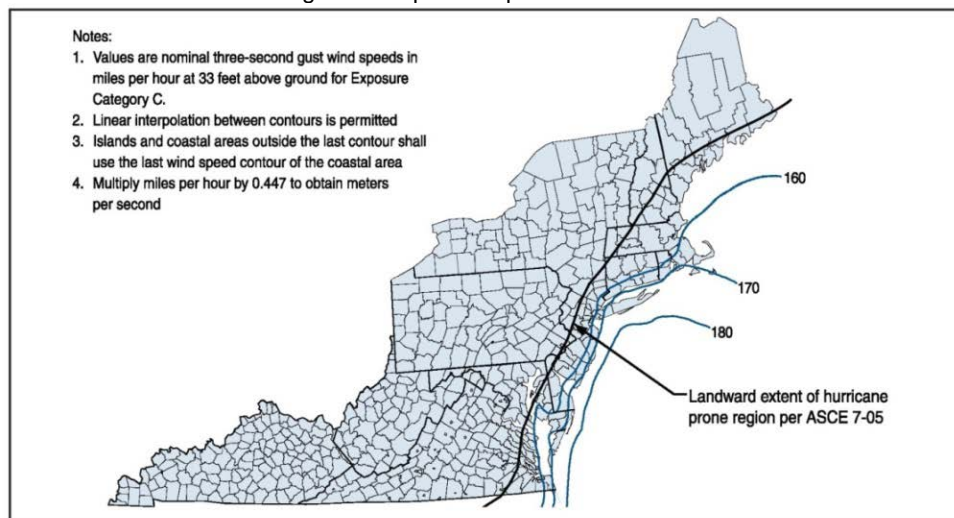 Notes:
1. Values are nominal three-second gust wind speeds in
miles per hour at 33 feet above ground for Exposure
Category C.
2. Linear interpolation between contours is permitted
3. Islands and coastal areas outside the last contour shall
use the last wind speed contour of the coastal area
4. Multiply miles per hour by 0.447 to obtain meters
per second
160
170
180
Landward extent of hurricane
prone region per ASCE 7-05